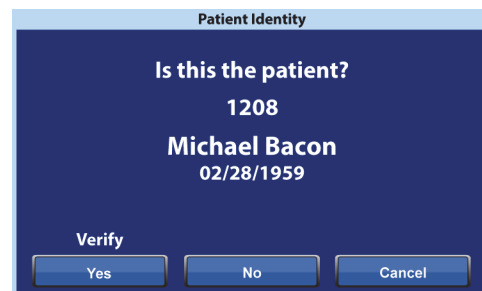 Patient Identity
Is this the patient?
1208
Michael Bacon
02/28/1959
Verify
Yes No Cancel